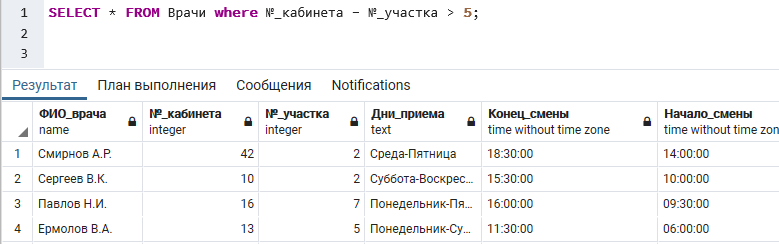 1 SELECT * FROM Врачи where №_кабинета - №_участка > 5;
2
3
Результат План выполнения Сообщения Notifications
ФИО_врача №_кабинета №_участка Дни_приема Конец_смены Начало_смены
name integer integer text time without time zone time without time zon
1 Смирнов А.Р. 42 2 Среда-Пятница 18:30:00 14:00:00
2 Сергеев В.К. 10 2 Суббота-Воскрес... 15:30:00 10:00:00
3 Павлов Н.И. 16 7 Понедельник-Пя... 16:00:00 09:30:00
4 Ермолов В.А. 13 5 Понедельник-Су... 11:30:00 06:00:00